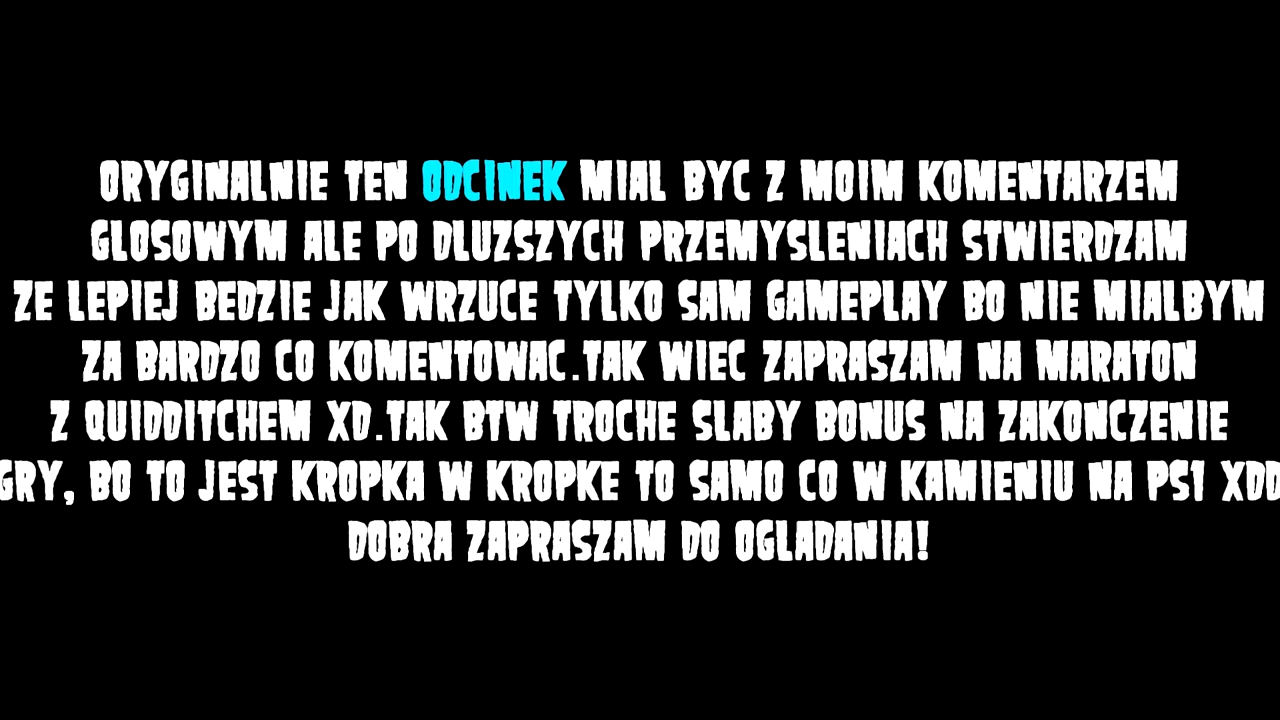 ORYGINALNIE TEN ODCINEK MIAL BYC Z MOIM KOMENTARZEM
GLOSOWYM ALE PO DLUZSZYCH PRZEMYSLENIACH STWIERDZAM
ZE LEPIEJ BEDZIE JAK WRZUCE TYLKO SAM GAMEPLAY BO NIE MIALBYM
ZA BARDZO CO KOMENTOWAC.TAK WIEC ZAPRASZAM NA MARATON
Z QUIDDITCHEM XD.TAK BTW TROCHE SLABY BONUS NA ZAKONCZENIE
GRY, BO TO JEST KROPKA W KROPKE TO SAMO CO W KAMIENIU NA PS1 XDD
DOBRA ZAPRASZAM DO OGLADANIA!